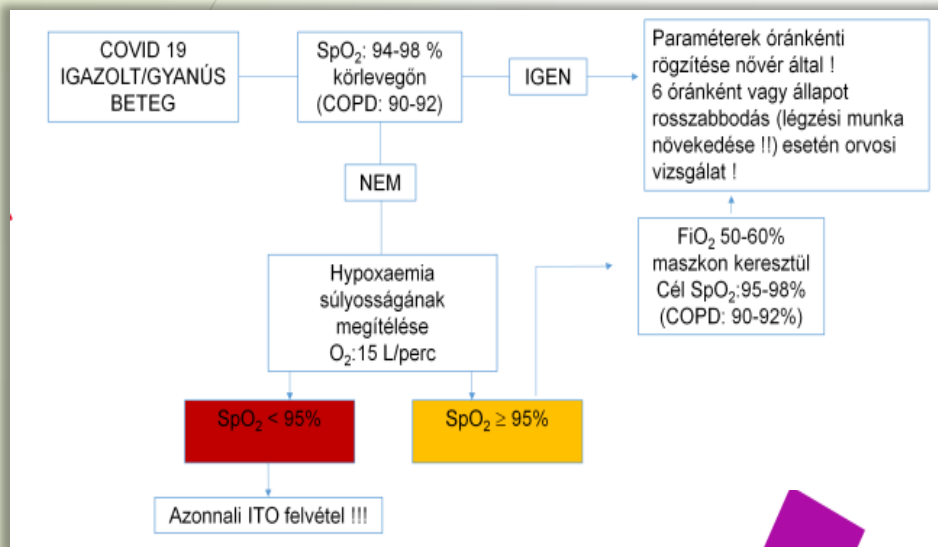 COVID 19
IGAZOLT/GYANÚS
BETEG
SpO₂: 94-98 %
körlevegőn
(COPD: 90-92)
IGEN
Paraméterek óránkénti
rögzítése nővér által !
6 óránként vagy állapot
rosszabbodás (légzési munka
növekedése !!) esetén orvosi
vizsgálat !
NEM
FiO₂ 50-60%
maszkon keresztül
Cél SpO₂:95-98%
(COPD: 90-92%)
Hypoxaemia
súlyosságának
megítélése
O₂:15 L/perc
SpO₂ < 95%
SpO₂ ≥ 95%
Azonnali ITO felvétel !!!